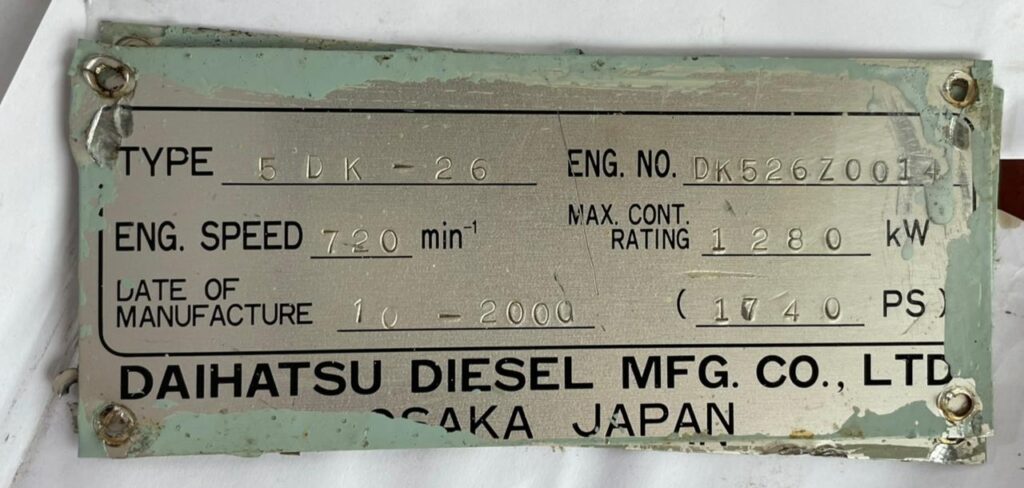 TYPE 5DK-26 ENG. NO. DK526Z0014
ENG. SPEED 720 min⁻¹ MAX. CONT. RATING 1280 kW
DATE OF MANUFACTURE 10-2000 (1740 PS)
DAIHATSU DIESEL MFG. CO., LTD
OSAKA JAPAN